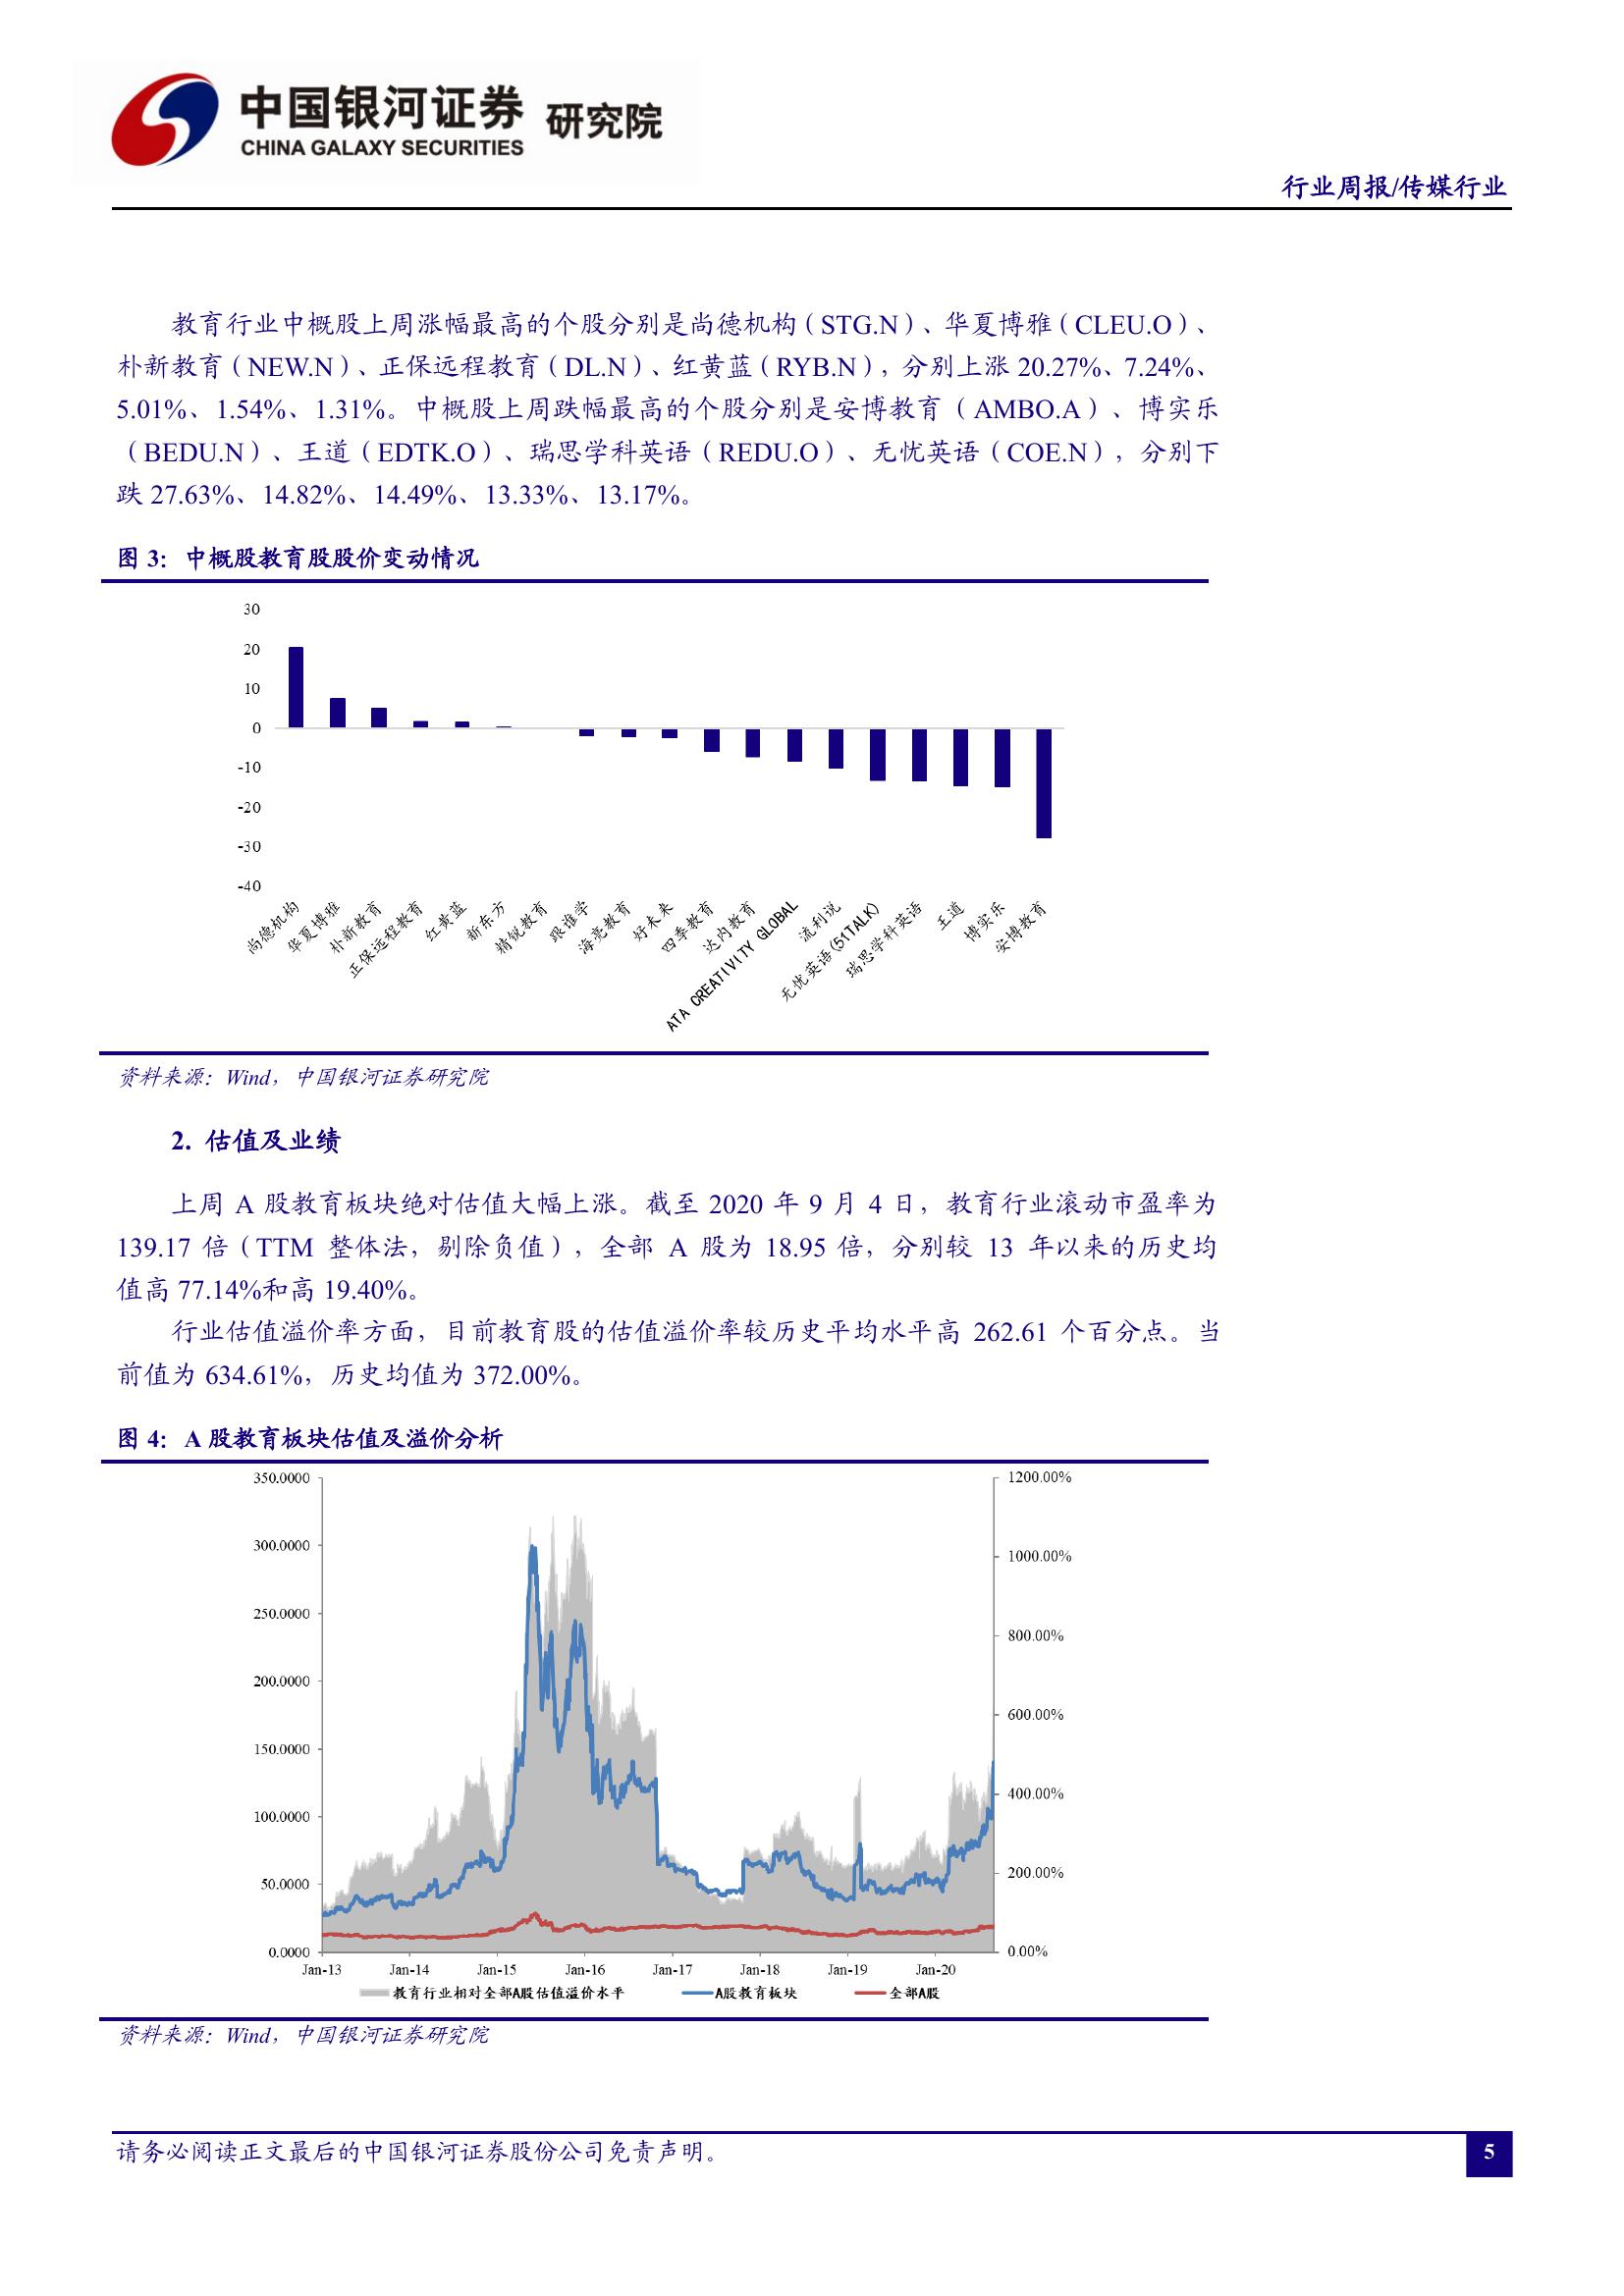 中国银河证券 研究院
CHINA GALAXY SECURITIES
行业周报/传媒行业
教育行业中概股上周涨幅最高的个股分别是尚德机构（STG.N）、华夏博雅（CLEU.O）、
朴新教育（NEW.N）、正保远程教育（DL.N）、红黄蓝（RYB.N），分别上涨 20.27%、7.24%、
5.01%、1.54%、1.31%。中概股上周跌幅最高的个股分别是安博教育（AMBO.A）、博实乐
（BEDU.N）、王道（EDTK.O）、瑞思学科英语（REDU.O）、无忧英语（COE.N），分别下
跌 27.63%、14.82%、14.49%、13.33%、13.17%。
图 3：中概股教育股股价变动情况
30
20
10
0
-10
-20
-30
-40
尚德机构
华夏博雅
朴新教育
正保远程教育
红黄蓝
新东方
精锐教育
跟谁学
海亮教育
好未来
四季教育
达内教育
ATA CREATIVITY GLOBAL
流利说
无忧英语(51TALK)
瑞思学科英语
王道
博实乐
安博教育
资料来源：Wind，中国银河证券研究院
2. 估值及业绩
上周 A 股教育板块绝对估值大幅上涨。截至 2020 年 9 月 4 日，教育行业滚动市盈率为
139.17 倍（TTM 整体法，剔除负值），全部 A 股为 18.95 倍，分别较 13 年以来的历史均
值高 77.14%和高 19.40%。
行业估值溢价率方面，目前教育股的估值溢价率较历史平均水平高 262.61 个百分点。当
前值为 634.61%，历史均值为 372.00%。
图 4：A 股教育板块估值及溢价分析
350.0000
300.0000
250.0000
200.0000
150.0000
100.0000
50.0000
0.0000
1200.00%
1000.00%
800.00%
600.00%
400.00%
200.00%
0.00%
Jan-13 Jan-14 Jan-15 Jan-16 Jan-17 Jan-18 Jan-19 Jan-20
教育行业相对全部A股估值溢价水平 A股教育板块 全部A股
资料来源：Wind，中国银河证券研究院
请务必阅读正文最后的中国银河证券股份公司免责声明。
5